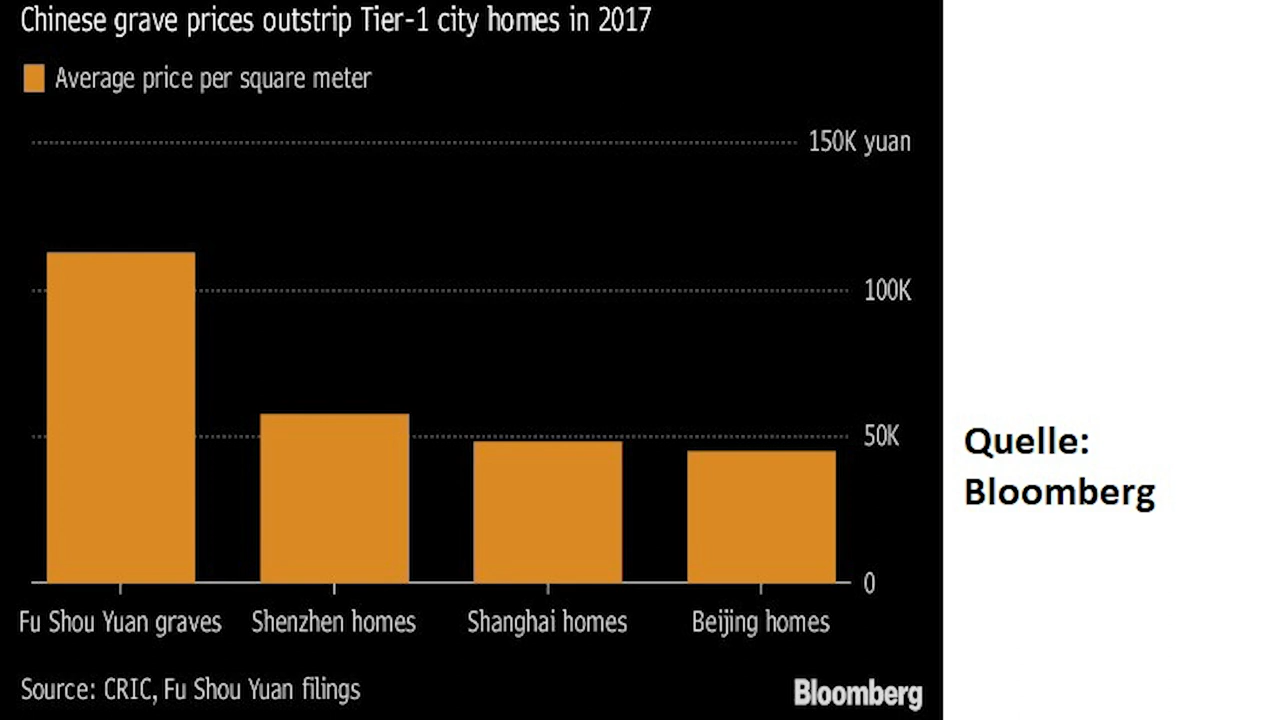 Chinese grave prices outstrip Tier-1 city homes in 2017
Average price per square meter
150K yuan
100K
50K
0
Fu Shou Yuan graves
Shenzhen homes
Shanghai homes
Beijing homes
Source: CRIC, Fu Shou Yuan filings
Bloomberg
Quelle:
Bloomberg